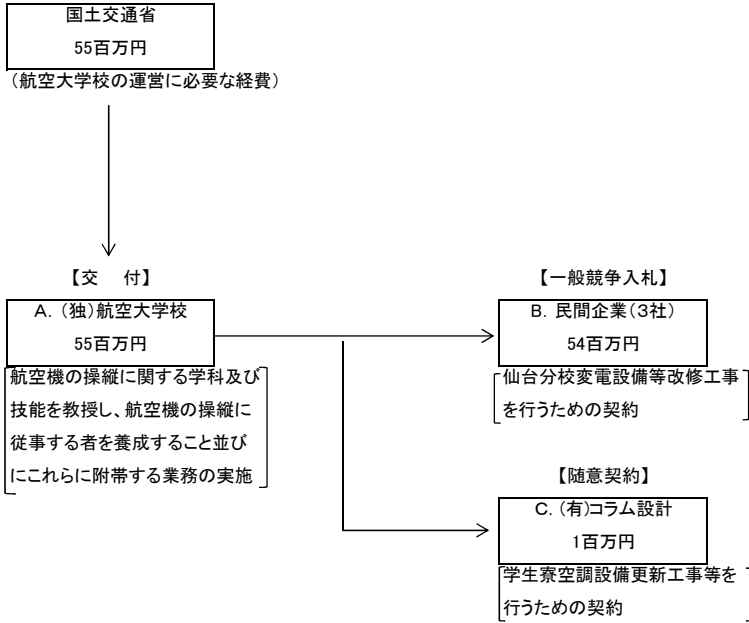 国土交通省
55百万円
（航空大学校の運営に必要な経費）
【交　付】
A．（独）航空大学校
55百万円
航空機の操縦に関する学科及び
技能を教授し、航空機の操縦に
従事する者を養成すること並び
にこれらに附帯する業務の実施
【一般競争入札】
B．民間企業（３社）
54百万円
仙台分校変電設備等改修工事
を行うための契約
【随意契約】
C．（有）コラム設計
1百万円
学生寮空調設備更新工事等を
行うための契約